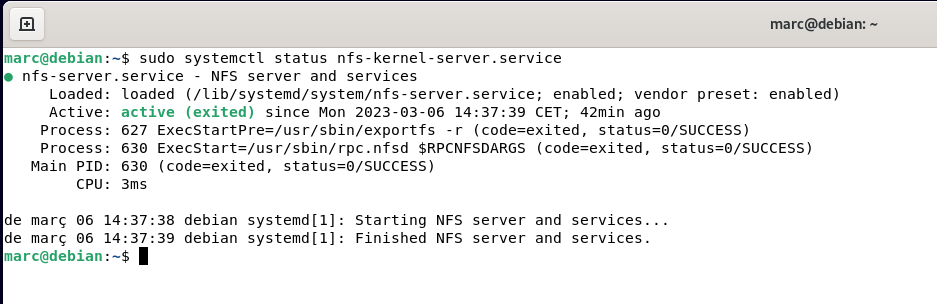 marc@debian: ~
marc@debian:~$ sudo systemctl status nfs-kernel-server.service
● nfs-server.service - NFS server and services
     Loaded: loaded (/lib/systemd/system/nfs-server.service; enabled; vendor preset: enabled)
     Active: active (exited) since Mon 2023-03-06 14:37:39 CET; 42min ago
    Process: 627 ExecStartPre=/usr/sbin/exportfs -r (code=exited, status=0/SUCCESS)
    Process: 630 ExecStart=/usr/sbin/rpc.nfsd $RPCNFSDARGS (code=exited, status=0/SUCCESS)
   Main PID: 630 (code=exited, status=0/SUCCESS)
        CPU: 3ms

de març 06 14:37:38 debian systemd[1]: Starting NFS server and services...
de març 06 14:37:39 debian systemd[1]: Finished NFS server and services.
marc@debian:~$